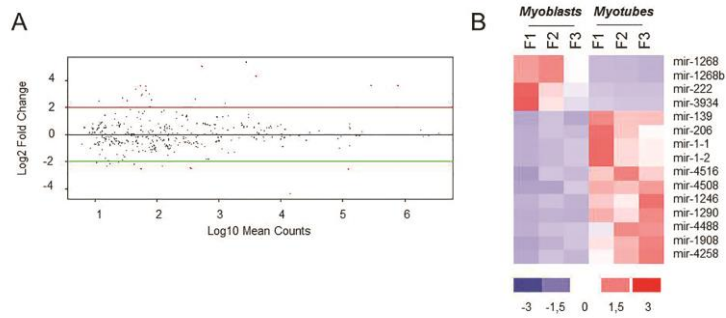 A
Log2 Fold Change
4
2
0
-2
-4
1 2 3 4 5 6
Log10 Mean Counts
B
Myoblasts Myotubes
F1 F2 F3 F1 F2 F3
mir-1268
mir-1268b
mir-222
mir-3934
mir-139
mir-206
mir-1-1
mir-1-2
mir-4516
mir-4508
mir-1246
mir-1290
mir-4488
mir-1908
mir-4258
-3 -1,5 0 1,5 3